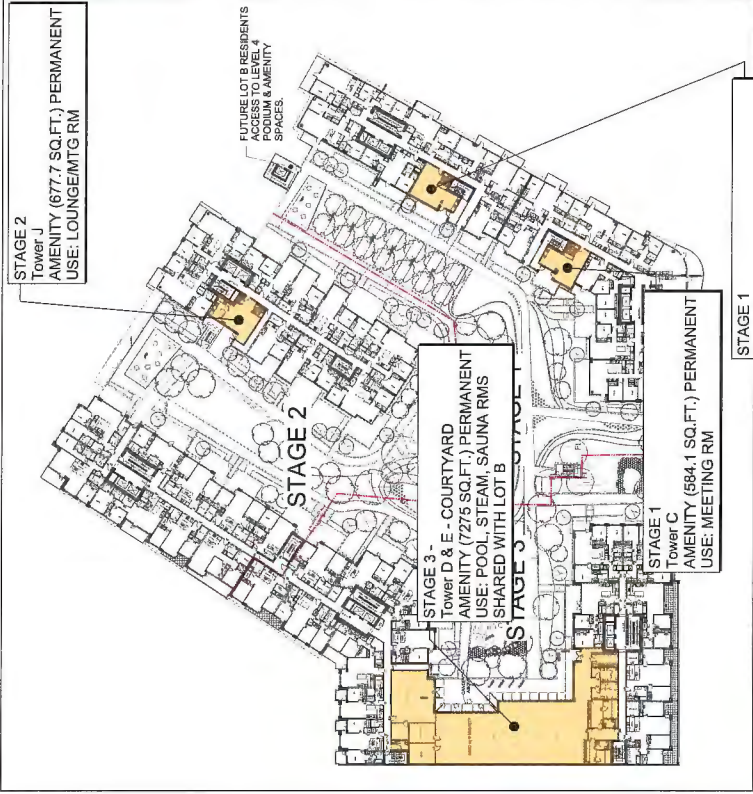 STAGE 2
Tower J
AMENITY (677.7 SQ.FT.) PERMANENT
USE: LOUNGE/MTG RM
FUTURE LOT B RESIDENTS
ACCESS TO LEVEL 4
PODIUM & AMENITY
SPACES.
STAGE 2
STAGE 3 -
Tower D & E - COURTYARD
AMENITY (7275 SQ.FT.) PERMANENT
USE: POOL, STEAM, SAUNA RMS
SHARED WITH LOT B
STAGE 3
STAGE 1
Tower C
AMENITY (584.1 SQ.FT.) PERMANENT
USE: MEETING RM
STAGE 1